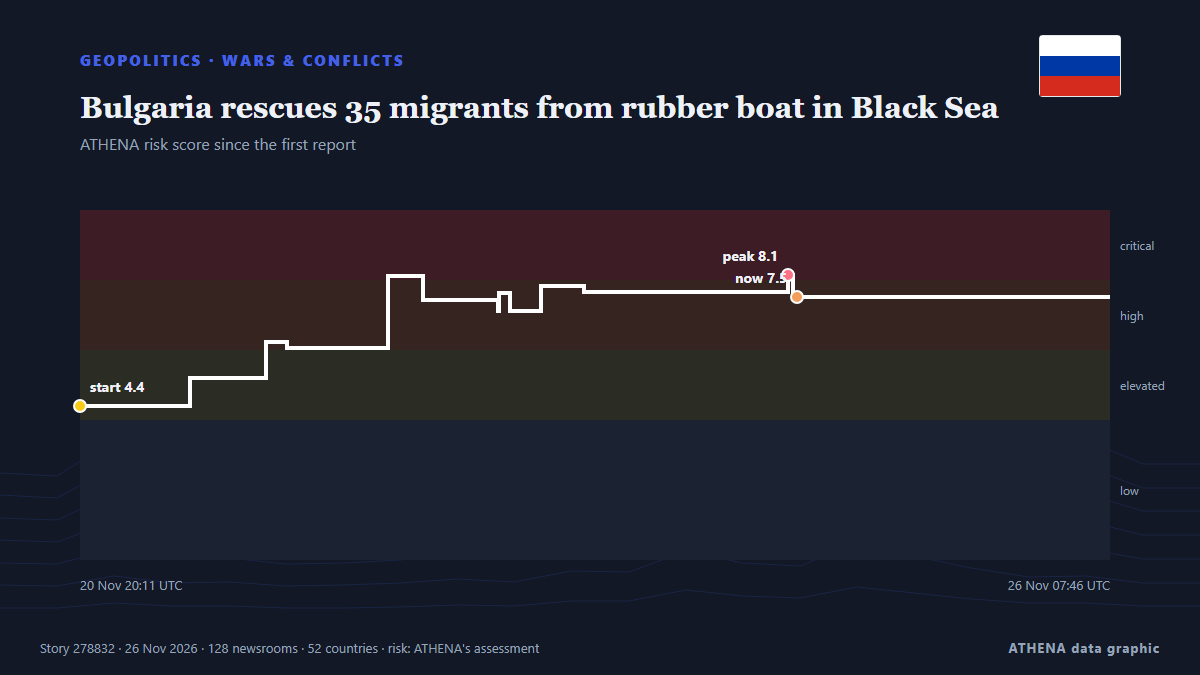 GEOPOLITICS · WARS & CONFLICTS
Bulgaria rescues 35 migrants from rubber boat in Black Sea
ATHENA risk score since the first report
critical
peak 8.1
now 7.5
high
elevated
start 4.4
low
20 Nov 20:11 UTC
26 Nov 07:46 UTC
Story 278832 · 26 Nov 2026 · 128 newsrooms · 52 countries · risk: ATHENA's assessment
ATHENA data graphic